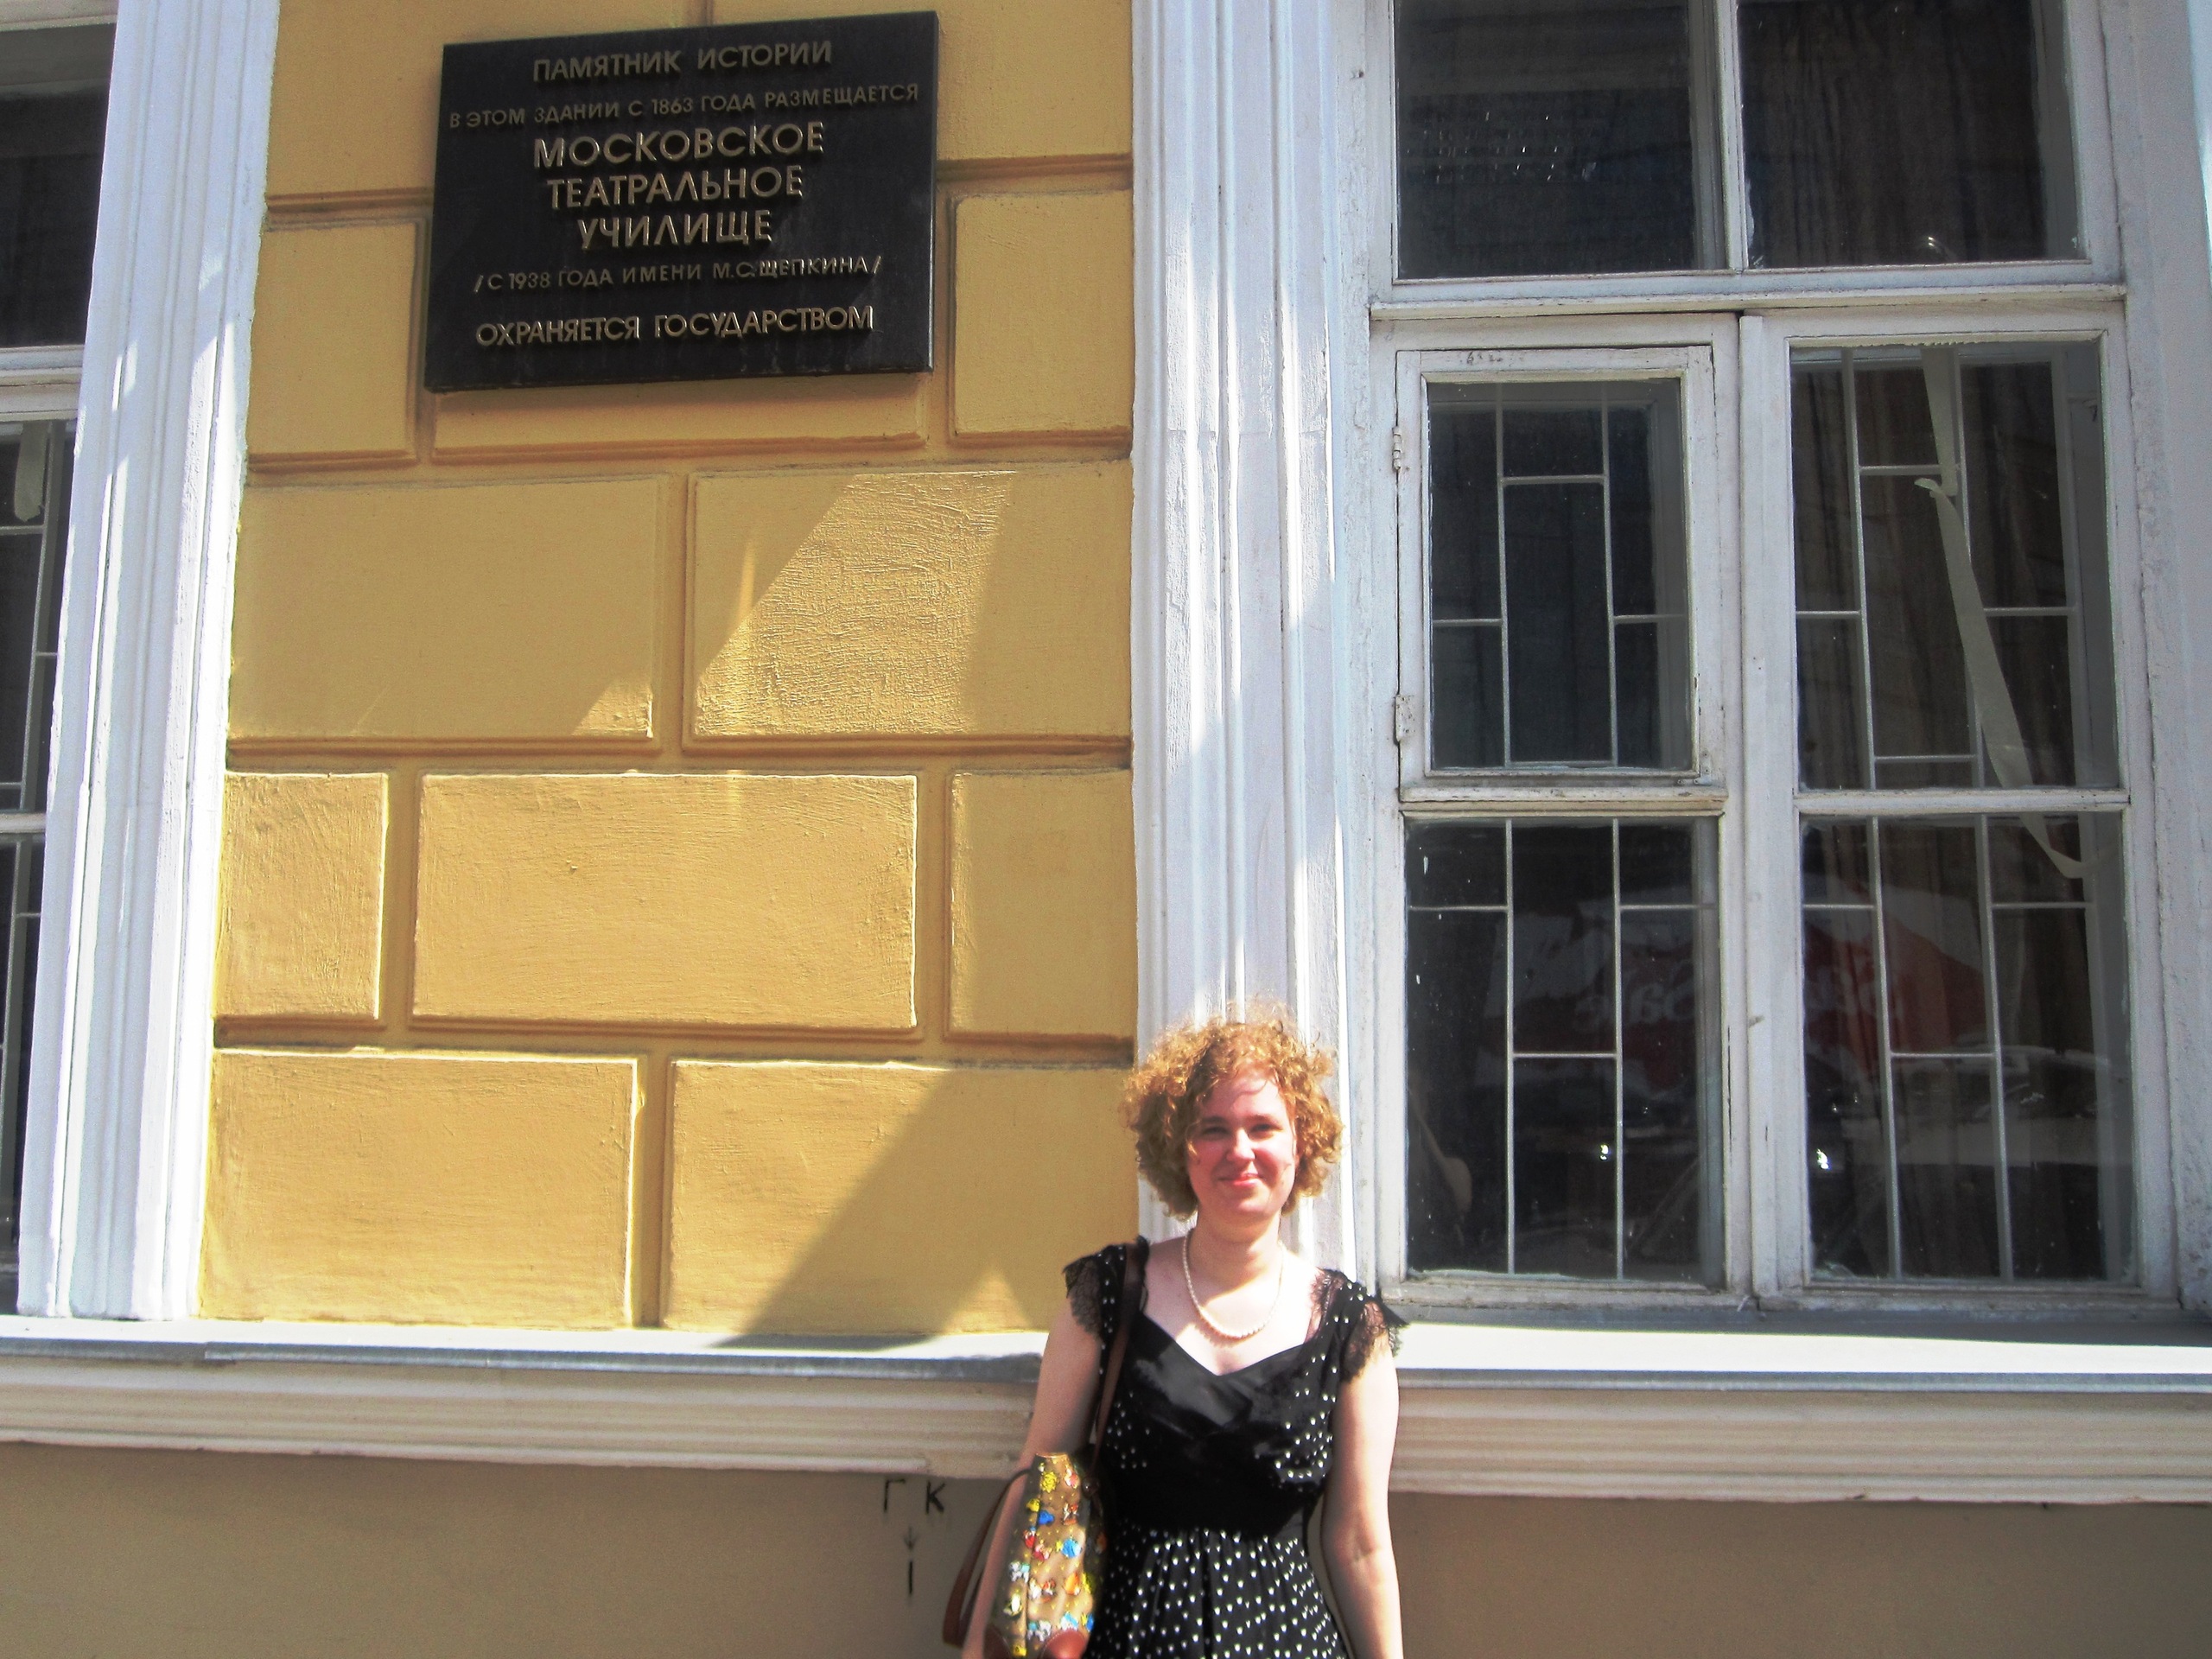 ПАМЯТНИК ИСТОРИИ
В ЭТОМ ЗДАНИИ С 1863 ГОДА РАЗМЕЩАЕТСЯ
МОСКОВСКОЕ
ТЕАТРАЛЬНОЕ
УЧИЛИЩЕ
/С 1938 ГОДА ИМЕНИ М.С.ЩЕПКИНА/
ОХРАНЯЕТСЯ ГОСУДАРСТВОМ
ГК